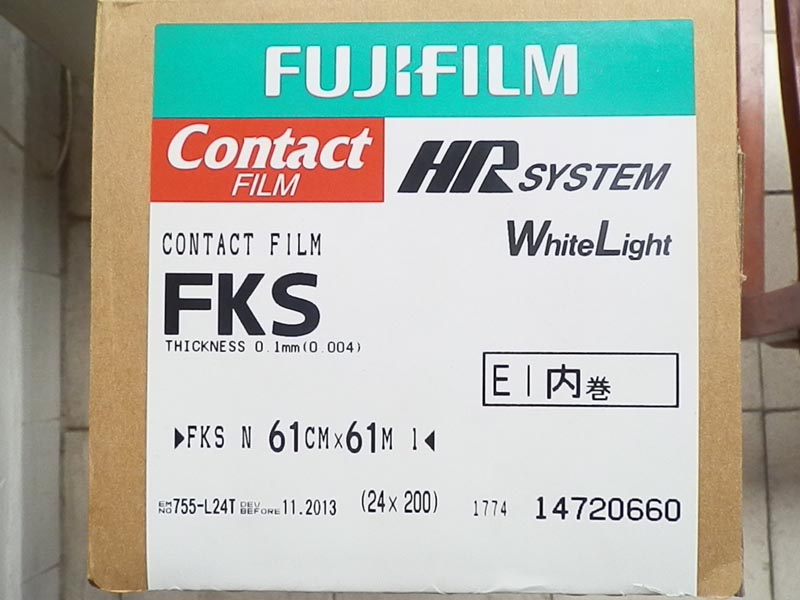 FUJIFILM
Contact
FILM
HR SYSTEM
WhiteLight
CONTACT FILM
FKS
THICKNESS 0.1mm(0.004)
E | 内巻
▶FKS N 61CM×61M 1◀
EM NO 755-L24T DEV BEFORE 11.2013 (24×200) 1774 14720660